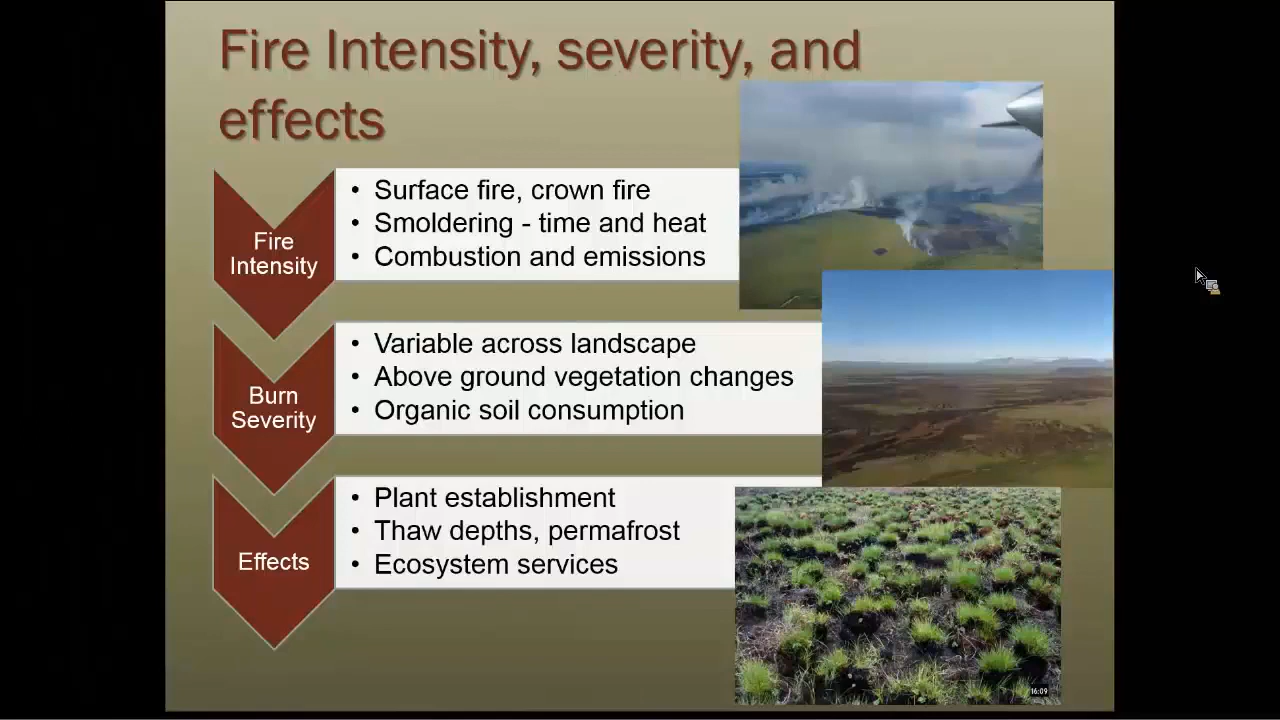 Fire Intensity, severity, and
effects
Fire
Intensity
• Surface fire, crown fire
• Smoldering - time and heat
• Combustion and emissions
Burn
Severity
• Variable across landscape
• Above ground vegetation changes
• Organic soil consumption
Effects
• Plant establishment
• Thaw depths, permafrost
• Ecosystem services
16:09